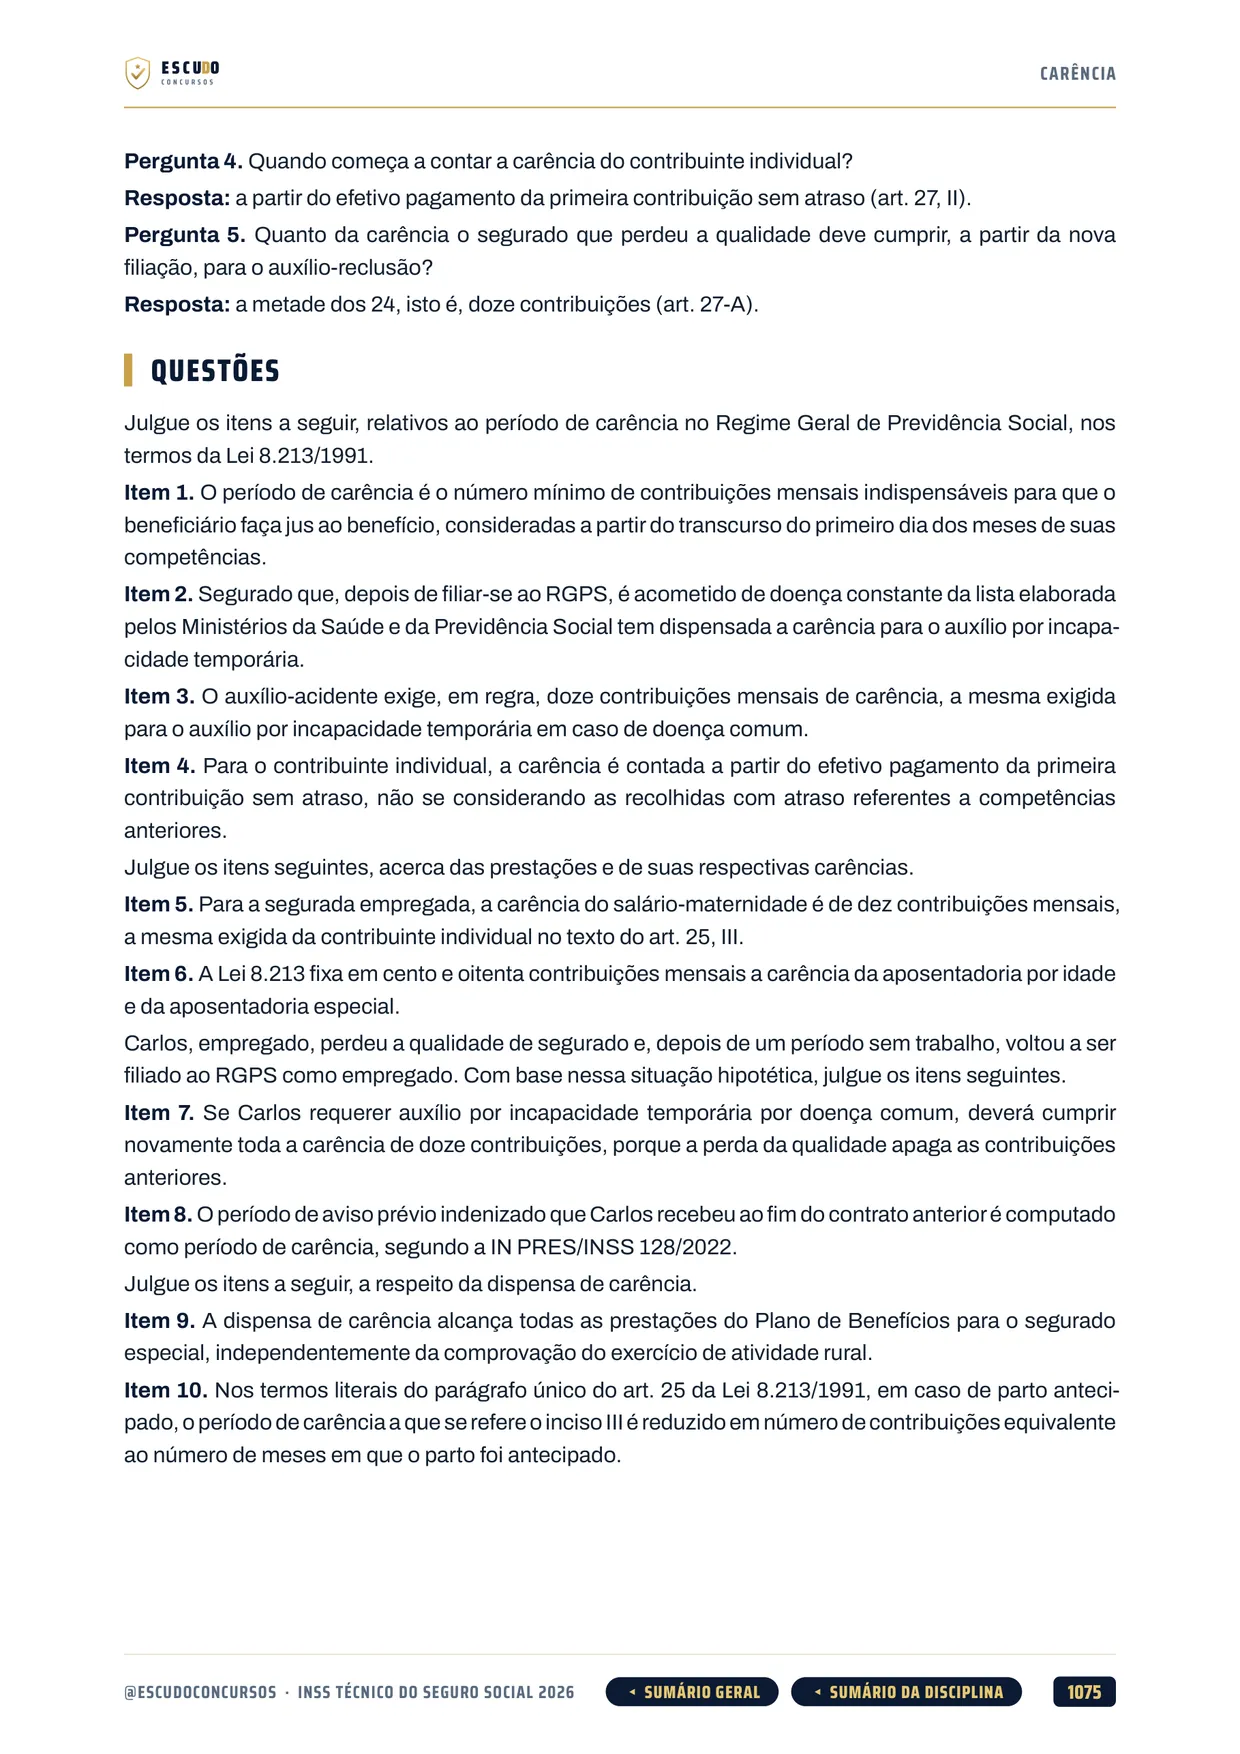 ESCUDO
CONCURSOS
CARÊNCIA
Pergunta 4. Quando começa a contar a carência do contribuinte individual?
Resposta: a partir do efetivo pagamento da primeira contribuição sem atraso (art. 27, II).
Pergunta 5. Quanto da carência o segurado que perdeu a qualidade deve cumprir, a partir da nova
filiação, para o auxílio-reclusão?
Resposta: a metade dos 24, isto é, doze contribuições (art. 27-A).
QUESTÕES
Julgue os itens a seguir, relativos ao período de carência no Regime Geral de Previdência Social, nos
termos da Lei 8.213/1991.
Item 1. O período de carência é o número mínimo de contribuições mensais indispensáveis para que o
beneficiário faça jus ao benefício, consideradas a partir do transcurso do primeiro dia dos meses de suas
competências.
Item 2. Segurado que, depois de filiar-se ao RGPS, é acometido de doença constante da lista elaborada
pelos Ministérios da Saúde e da Previdência Social tem dispensada a carência para o auxílio por incapa-
cidade temporária.
Item 3. O auxílio-acidente exige, em regra, doze contribuições mensais de carência, a mesma exigida
para o auxílio por incapacidade temporária em caso de doença comum.
Item 4. Para o contribuinte individual, a carência é contada a partir do efetivo pagamento da primeira
contribuição sem atraso, não se considerando as recolhidas com atraso referentes a competências
anteriores.
Julgue os itens seguintes, acerca das prestações e de suas respectivas carências.
Item 5. Para a segurada empregada, a carência do salário-maternidade é de dez contribuições mensais,
a mesma exigida da contribuinte individual no texto do art. 25, III.
Item 6. A Lei 8.213 fixa em cento e oitenta contribuições mensais a carência da aposentadoria por idade
e da aposentadoria especial.
Carlos, empregado, perdeu a qualidade de segurado e, depois de um período sem trabalho, voltou a ser
filiado ao RGPS como empregado. Com base nessa situação hipotética, julgue os itens seguintes.
Item 7. Se Carlos requerer auxílio por incapacidade temporária por doença comum, deverá cumprir
novamente toda a carência de doze contribuições, porque a perda da qualidade apaga as contribuições
anteriores.
Item 8. O período de aviso prévio indenizado que Carlos recebeu ao fim do contrato anterior é computado
como período de carência, segundo a IN PRES/INSS 128/2022.
Julgue os itens a seguir, a respeito da dispensa de carência.
Item 9. A dispensa de carência alcança todas as prestações do Plano de Benefícios para o segurado
especial, independentemente da comprovação do exercício de atividade rural.
Item 10. Nos termos literais do parágrafo único do art. 25 da Lei 8.213/1991, em caso de parto anteci-
pado, o período de carência a que se refere o inciso III é reduzido em número de contribuições equivalente
ao número de meses em que o parto foi antecipado.
@ESCUDOCONCURSOS · INSS TÉCNICO DO SEGURO SOCIAL 2026
SUMÁRIO GERAL
SUMÁRIO DA DISCIPLINA
1075